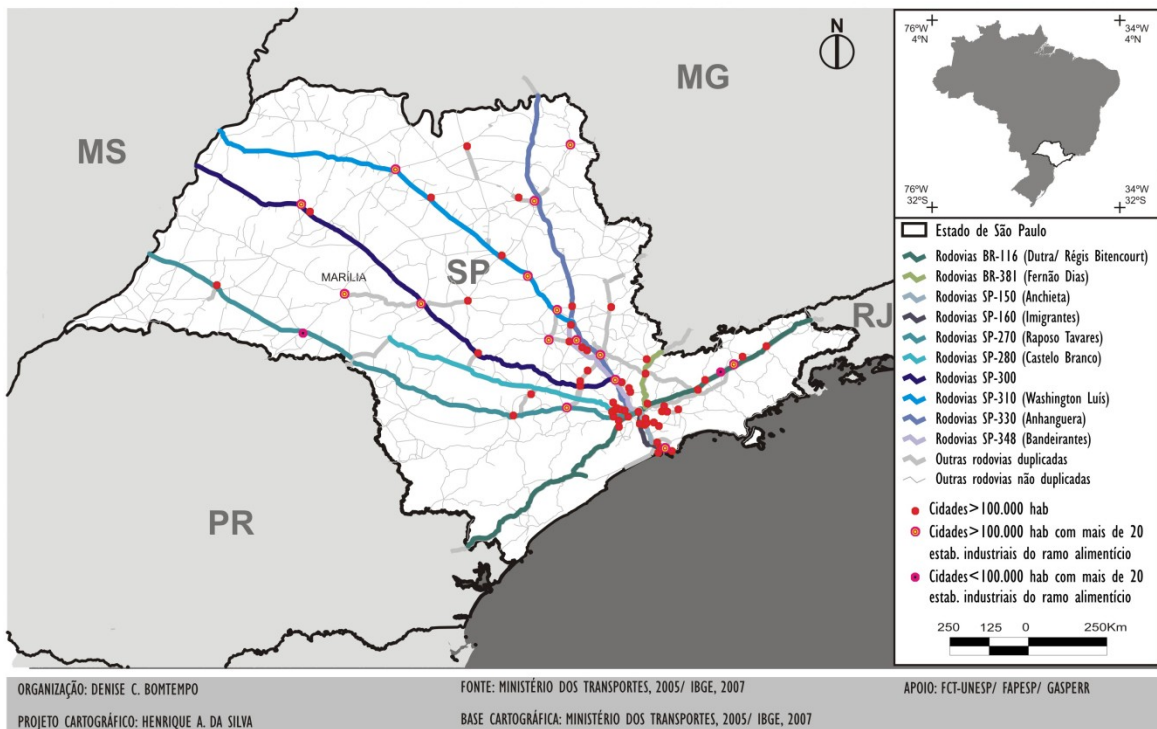 MG
MS
SP
MARÍLIA
RJ
PR
N
76ºW
4ºN
34ºW
4ºN
76ºW
32ºS
34ºW
32ºS
Estado de São Paulo
Rodovias BR-116 (Dutra/ Régis Bitencourt)
Rodovias BR-381 (Fernão Dias)
Rodovias SP-150 (Anchieta)
Rodovias SP-160 (Imigrantes)
Rodovias SP-270 (Raposo Tavares)
Rodovias SP-280 (Castelo Branco)
Rodovias SP-300
Rodovias SP-310 (Washington Luís)
Rodovias SP-330 (Anhanguera)
Rodovias SP-348 (Bandeirantes)
Outras rodovias duplicadas
Outras rodovias não duplicadas
Cidades>100.000 hab
Cidades>100.000 hab com mais de 20
estab. industriais do ramo alimentício
Cidades<100.000 hab com mais de 20
estab. industriais do ramo alimentício
250 125 0 250Km
ORGANIZAÇÃO: DENISE C. BOMTEMPO
FONTE: MINISTÉRIO DOS TRANSPORTES, 2005/ IBGE, 2007
APOIO: FCT-UNESP/ FAPESP/ GASPERR
PROJETO CARTOGRÁFICO: HENRIQUE A. DA SILVA
BASE CARTOGRÁFICA: MINISTÉRIO DOS TRANSPORTES, 2005/ IBGE, 2007